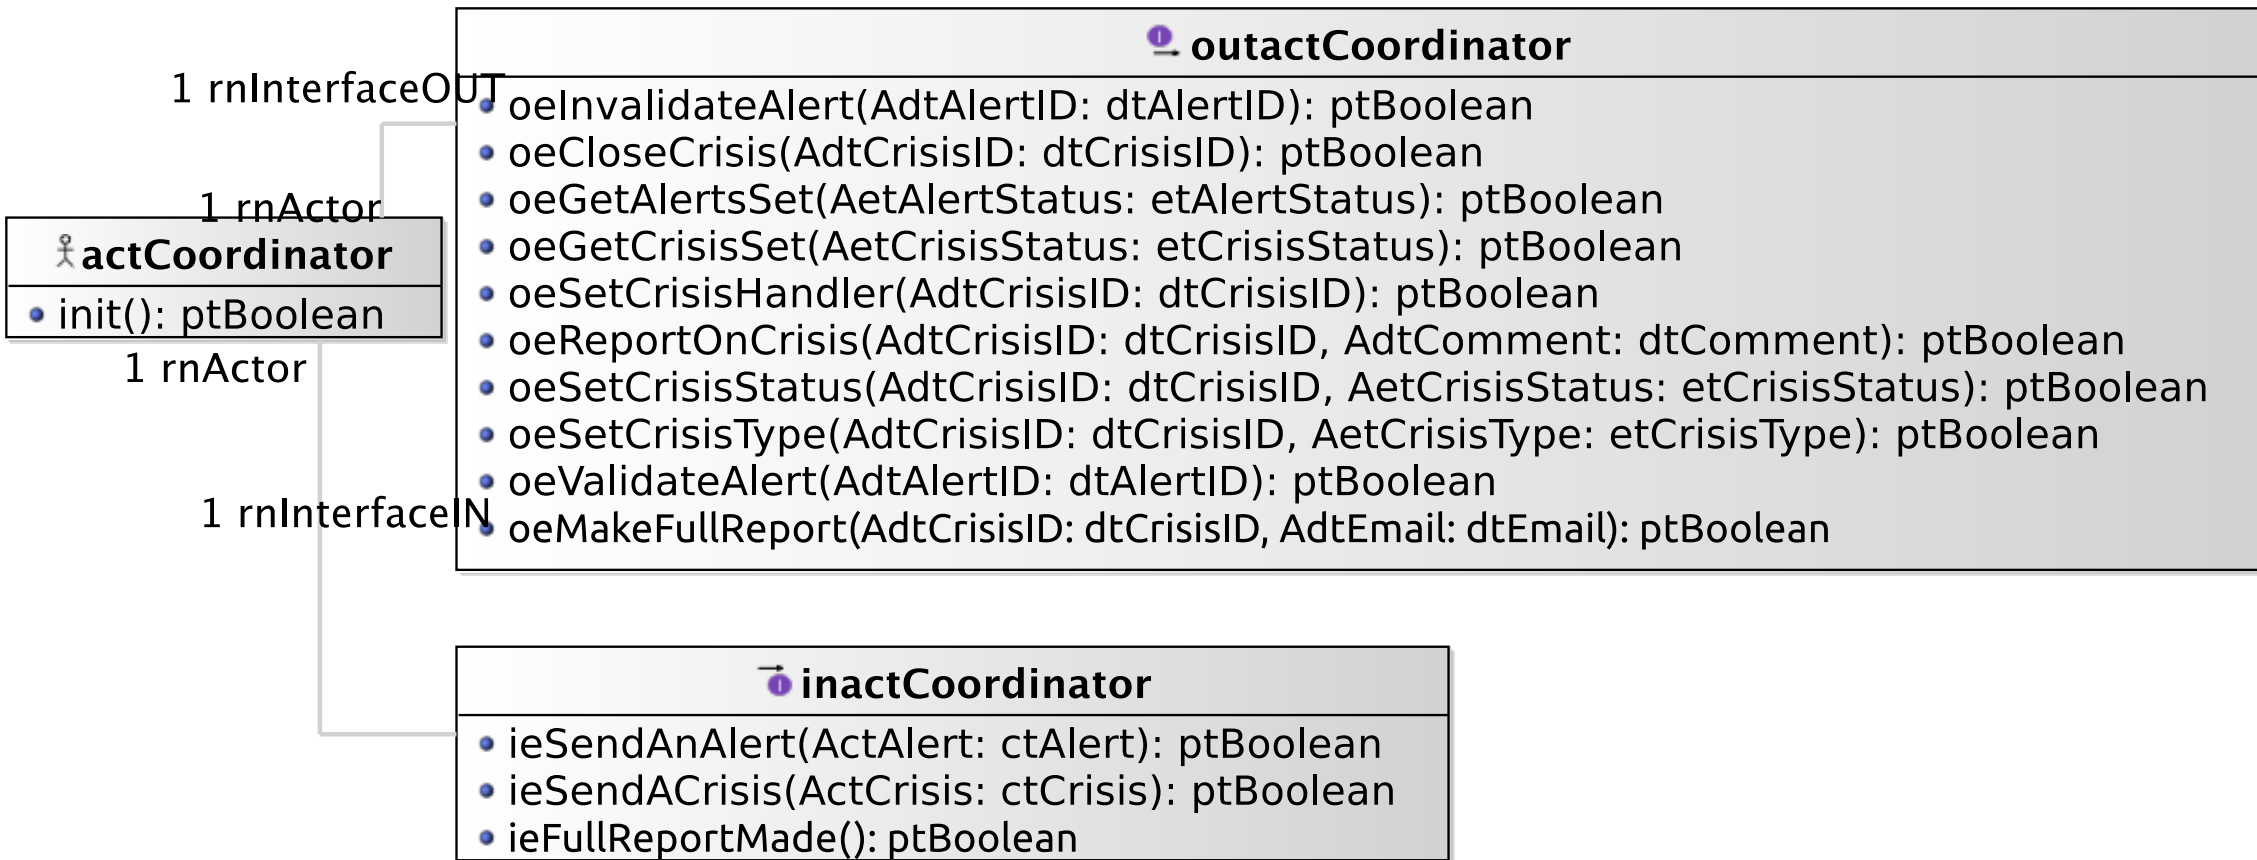 outactCoordinator
1 rnInterfaceOUT
oeInvalidateAlert(AdtAlertID: dtAlertID): ptBoolean
oeCloseCrisis(AdtCrisisID: dtCrisisID): ptBoolean
oeGetAlertsSet(AetAlertStatus: etAlertStatus): ptBoolean
oeGetCrisisSet(AetCrisisStatus: etCrisisStatus): ptBoolean
oeSetCrisisHandler(AdtCrisisID: dtCrisisID): ptBoolean
oeReportOnCrisis(AdtCrisisID: dtCrisisID, AdtComment: dtComment): ptBoolean
oeSetCrisisStatus(AdtCrisisID: dtCrisisID, AetCrisisStatus: etCrisisStatus): ptBoolean
oeSetCrisisType(AdtCrisisID: dtCrisisID, AetCrisisType: etCrisisType): ptBoolean
oeValidateAlert(AdtAlertID: dtAlertID): ptBoolean
oeMakeFullReport(AdtCrisisID: dtCrisisID, AdtEmail: dtEmail): ptBoolean
1 rnActor
actCoordinator
init(): ptBoolean
1 rnActor
1 rnInterfaceIN
inactCoordinator
ieSendAnAlert(ActAlert: ctAlert): ptBoolean
ieSendACrisis(ActCrisis: ctCrisis): ptBoolean
ieFullReportMade(): ptBoolean